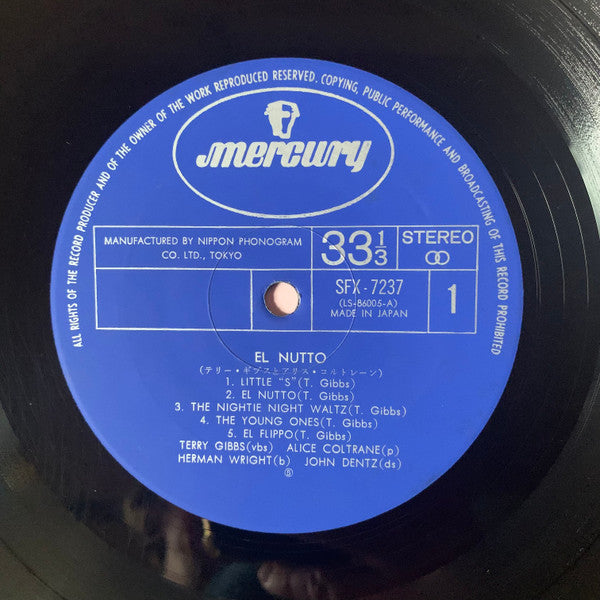 ALL RIGHTS OF THE RECORD PRODUCER AND OF THE OWNER OF THE WORK REPRODUCED RESERVED. COPYING, PUBLIC PERFORMANCE AND BROADCASTING OF THIS RECORD PROHIBITED
mercury
MANUFACTURED BY NIPPON PHONOGRAM
CO. LTD., TOKYO
33 1/3
STEREO
SFX-7237
(LS-86005-A)
MADE IN JAPAN
1
EL NUTTO
(テリー・ギブスとアリス・コルトレーン)
1. LITTLE "S"(T. Gibbs)
2. EL NUTTO(T. Gibbs)
3. THE NIGHTIE NIGHT WALTZ(T. Gibbs)
4. THE YOUNG ONES(T. Gibbs)
5. EL FLIPPO(T. Gibbs)
TERRY GIBBS(vbs) ALICE COLTRANE(p)
HERMAN WRIGHT(b) JOHN DENTZ(ds)
Ⓢ